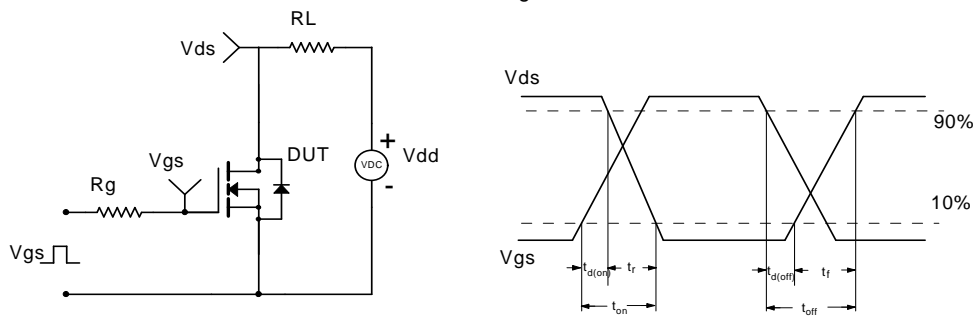 g
RL
Vds
Vds
90%
+
DUT
Vgs
VDC
Vdd
Rg
-
10%
Vgs
Vgs
td(on)
tr
td(off)
tf
ton
toff